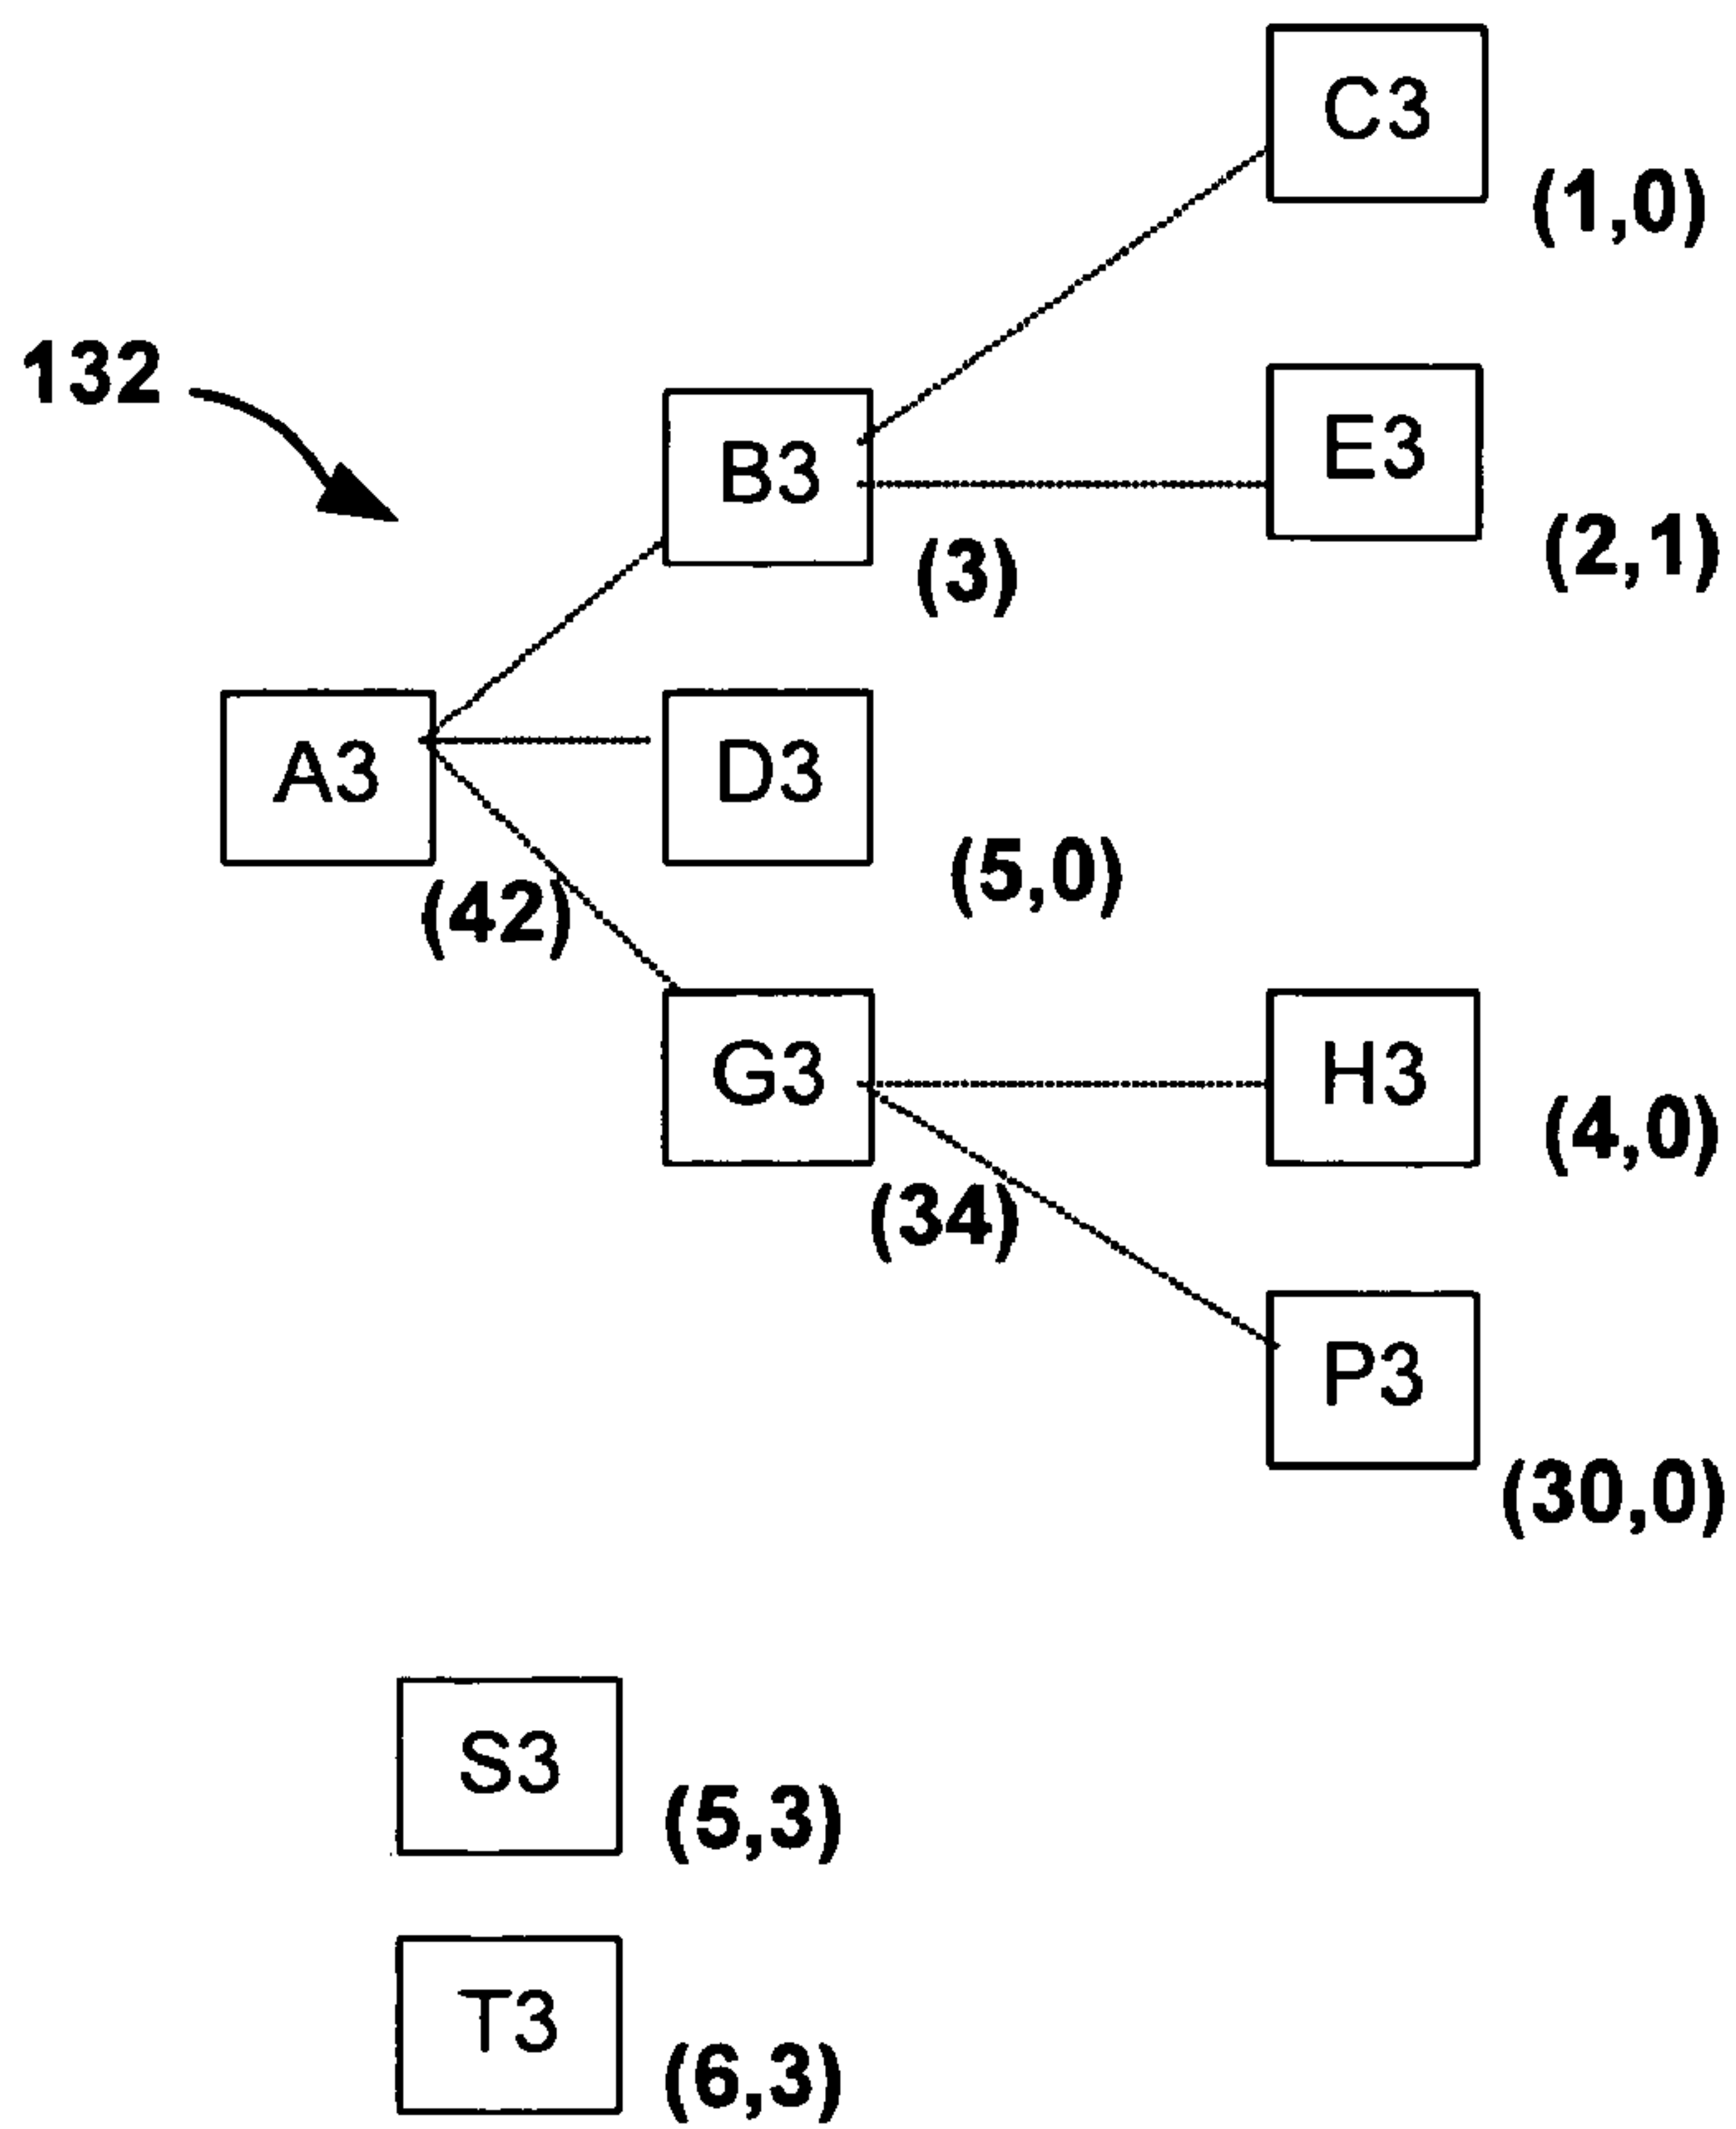 C3
(1,0)
132
B3
E3
(3)
(2,1)
A3
D3
(42)
(5,0)
G3
H3
(34)
(4,0)
P3
(30,0)
S3
(5,3)
T3
(6,3)